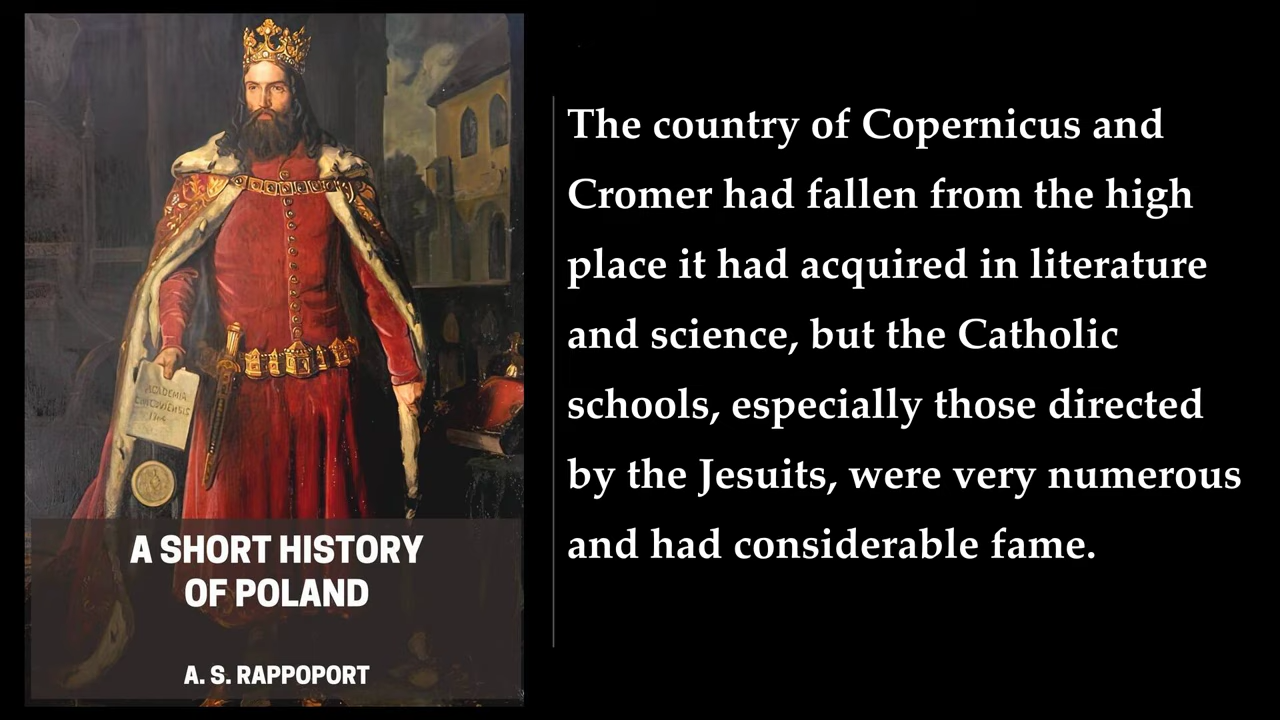 ACADEMIA
A SHORT HISTORY
OF POLAND
A. S. RAPPOPORT
The country of Copernicus and
Cromer had fallen from the high
place it had acquired in literature
and science, but the Catholic
schools, especially those directed
by the Jesuits, were very numerous
and had considerable fame.